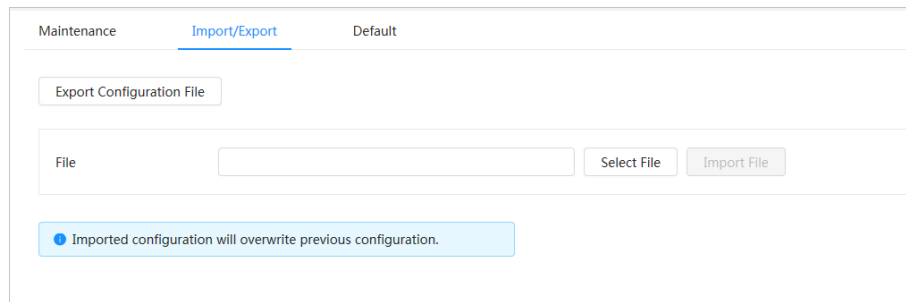 Maintenance Import/Export Default
Export Configuration File
File Select File Import File
Imported configuration will overwrite previous configuration.